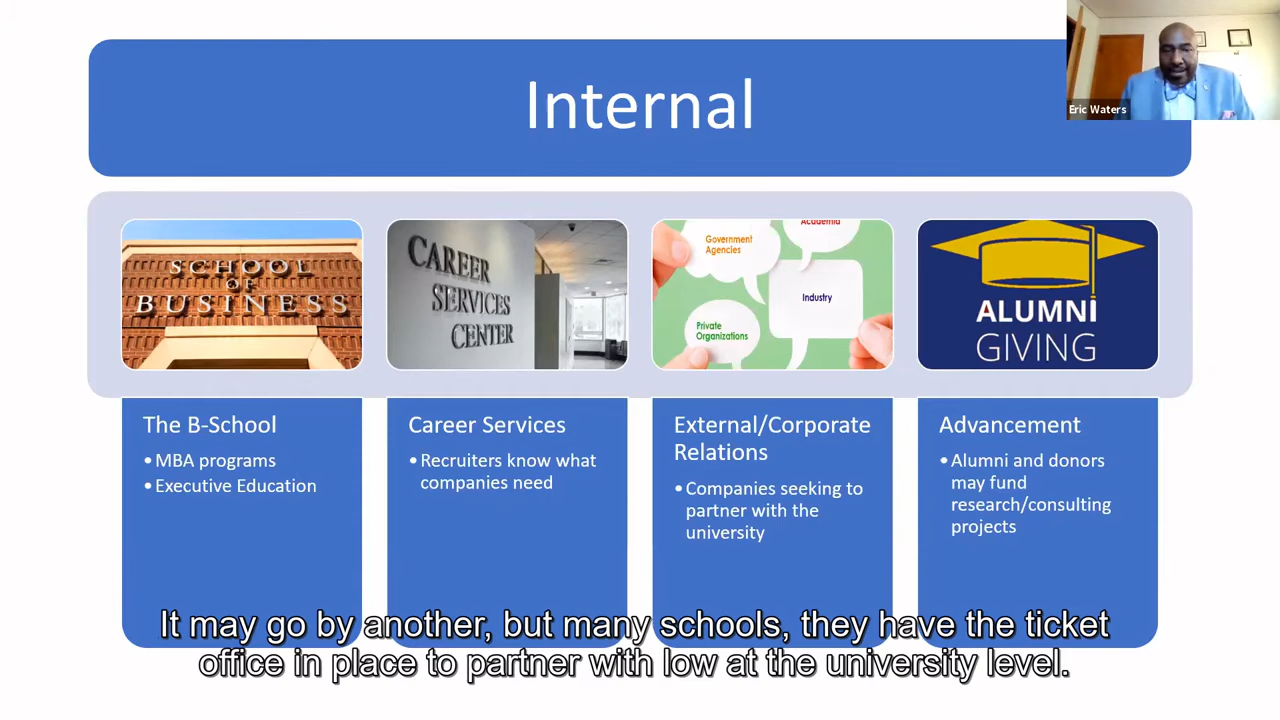 Internal
Eric Waters
SCHOOL
OF
BUSINESS
CAREER
SERVICES
CENTER
Academia
Government
Agencies
Industry
Private
Organizations
ALUMNI
GIVING
The B-School
•MBA programs
•Executive Education
Career Services
•Recruiters know what
companies need
External/Corporate
Relations
•Companies seeking to
partner with the
university
Advancement
•Alumni and donors
may fund
research/consulting
projects
It may go by another, but many schools, they have the ticket
office in place to partner with low at the university level.